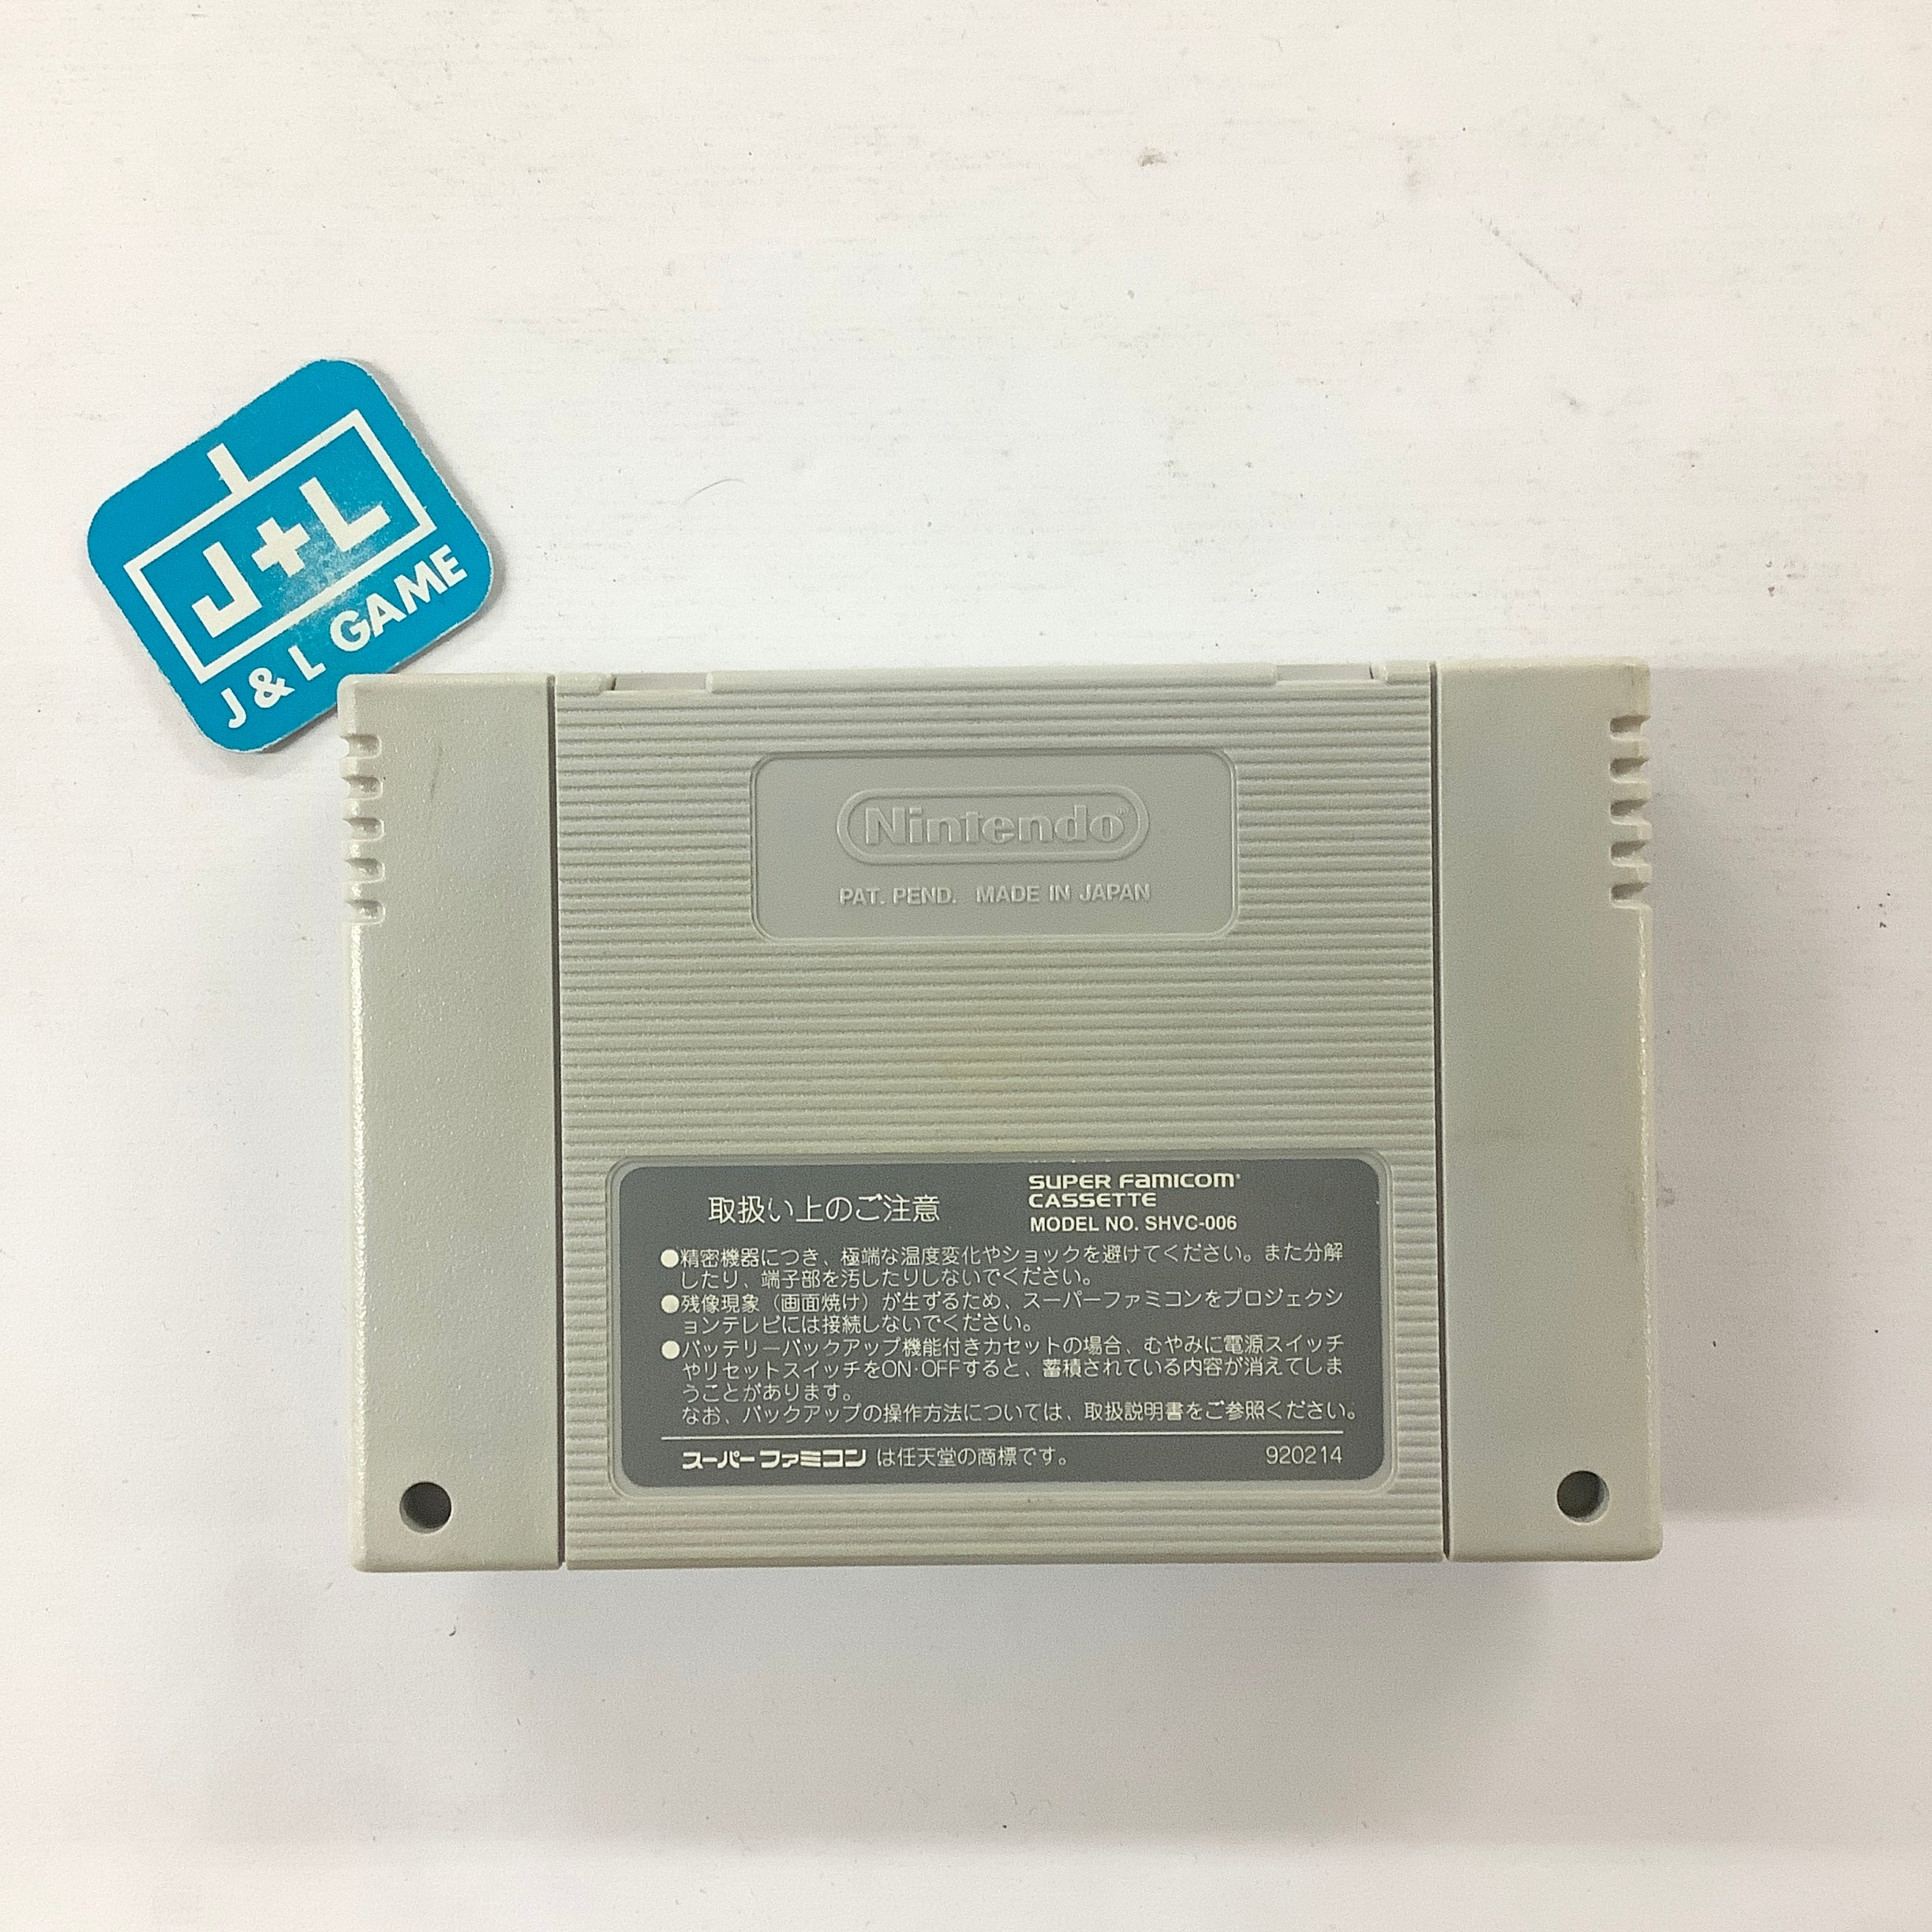 J+L
J & L GAME
Nintendo
PAT. PEND. MADE IN JAPAN
取扱い上のご注意
SUPER FAMICOM
CASSETTE
MODEL NO. SHVC-006
●精密機器につき、極端な温度変化やショックを避けてください。また分解
したり、端子部を汚したりしないでください。
●残像現象（画面焼け）が生ずるため、スーパーファミコンをプロジェクシ
ョンテレビには接続しないでください。
●バッテリーバックアップ機能付きカセットの場合、むやみに電源スイッチ
やリセットスイッチをON・OFFすると、蓄積されている内容が消えてしま
うことがあります。
なお、バックアップの操作方法については、取扱説明書をご参照ください。
スーパーファミコン は任天堂の商標です。
920214